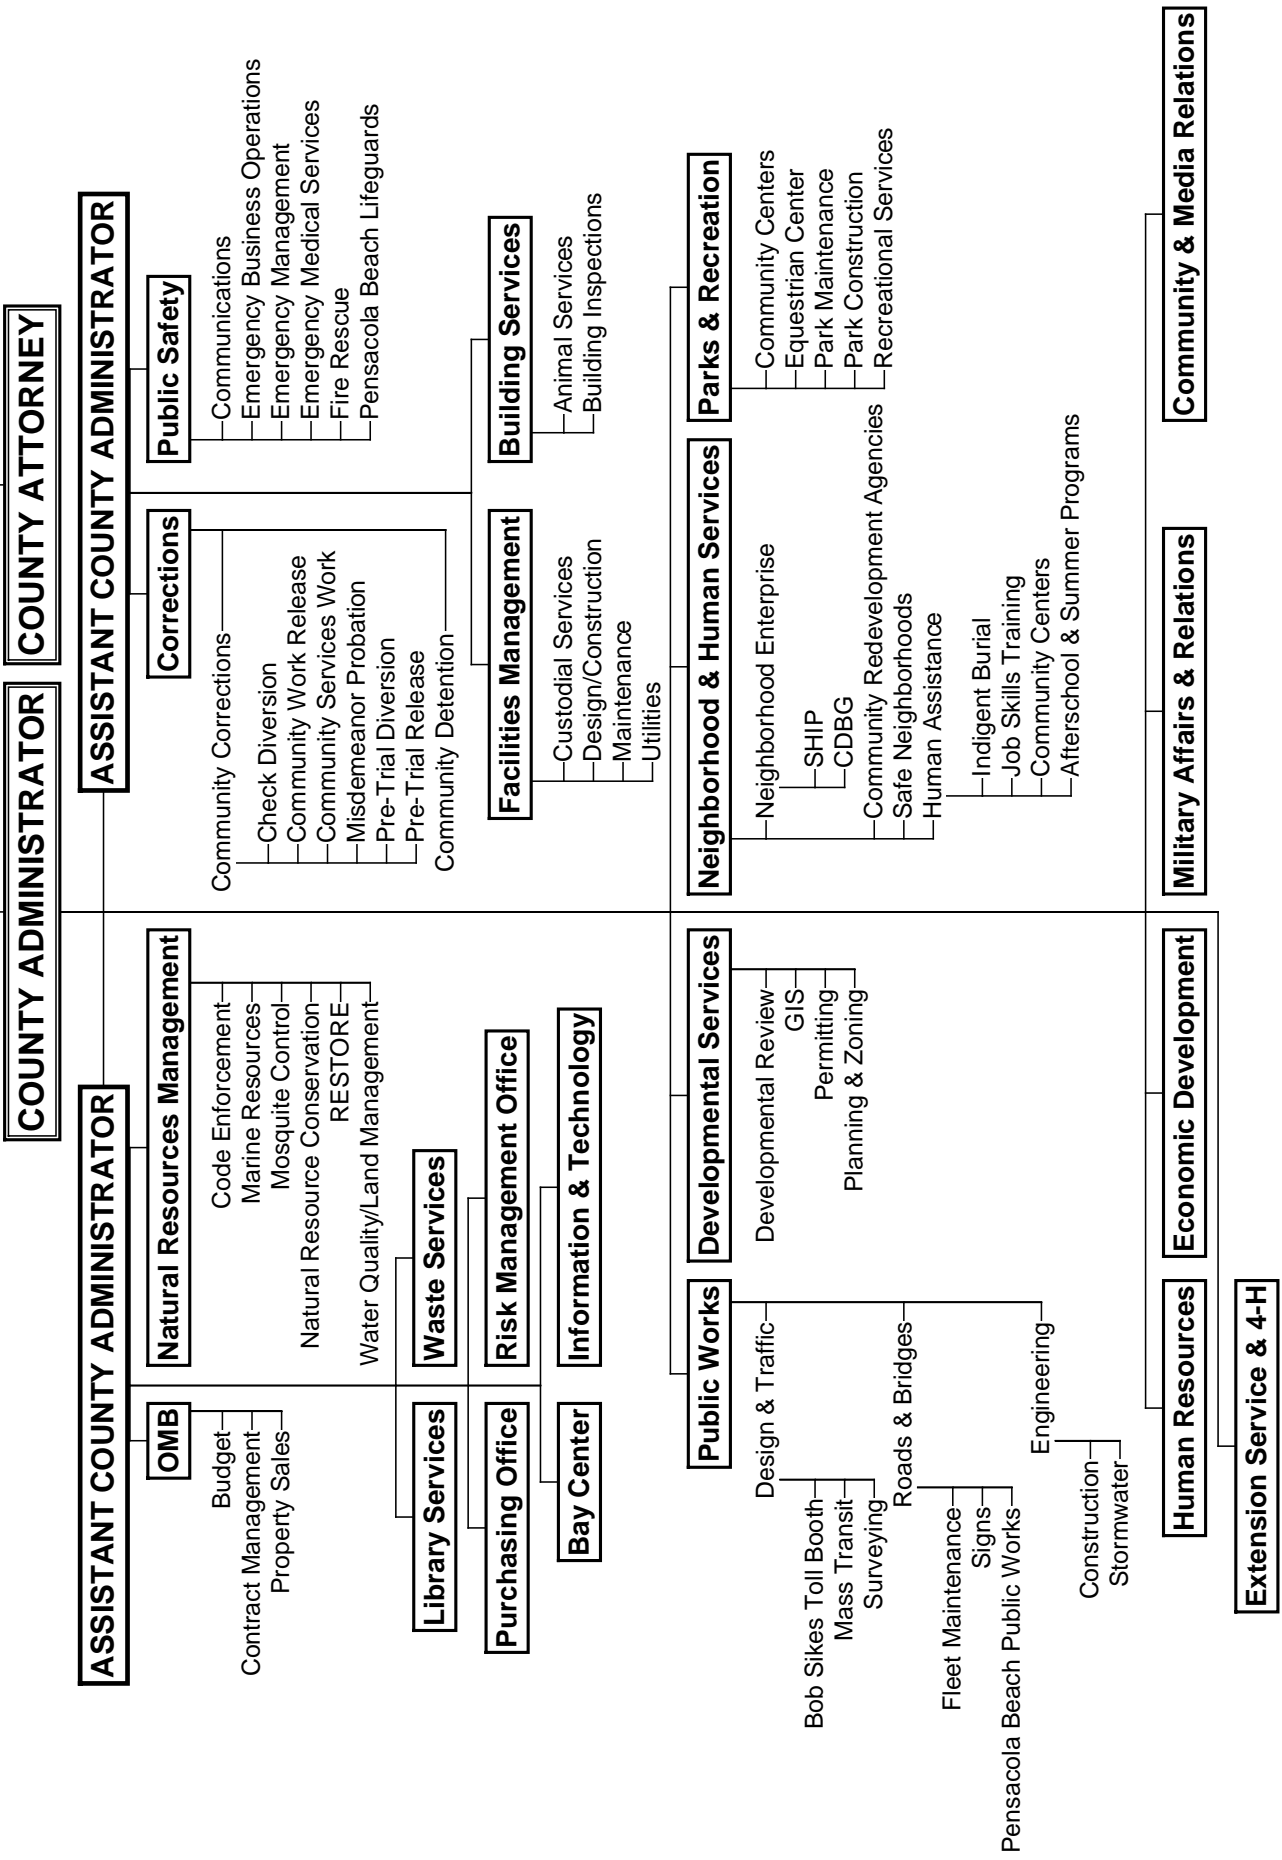 COUNTY ADMINISTRATOR
COUNTY ATTORNEY
ASSISTANT COUNTY ADMINISTRATOR
ASSISTANT COUNTY ADMINISTRATOR
OMB
Budget
Contract Management
Property Sales
Natural Resources Management
Code Enforcement
Marine Resources
Mosquite Control
Natural Resource Conservation
RESTORE
Water Quality/Land Management
Corrections
Community Corrections
Check Diversion
Community Work Release
Community Services Work
Misdemeanor Probation
Pre-Trial Diversion
Pre-Trial Release
Community Detention
Public Safety
Communications
Emergency Business Operations
Emergency Management
Emergency Medical Services
Fire Rescue
Pensacola Beach Lifeguards
Library Services
Waste Services
Purchasing Office
Risk Management Office
Bay Center
Information & Technology
Facilities Management
Custodial Services
Design/Construction
Maintenance
Utilities
Building Services
Animal Services
Building Inspections
Public Works
Design & Traffic
Bob Sikes Toll Booth
Mass Transit
Surveying
Roads & Bridges
Fleet Maintenance
Signs
Pensacola Beach Public Works
Engineering
Construction
Stormwater
Developmental Services
Developmental Review
GIS
Permitting
Planning & Zoning
Neighborhood & Human Services
Neighborhood Enterprise
SHIP
CDBG
Community Redevelopment Agencies
Safe Neighborhoods
Human Assistance
Indigent Burial
Job Skills Training
Community Centers
Afterschool & Summer Programs
Parks & Recreation
Community Centers
Equestrian Center
Park Maintenance
Park Construction
Recreational Services
Human Resources
Economic Development
Military Affairs & Relations
Community & Media Relations
Extension Service & 4-H